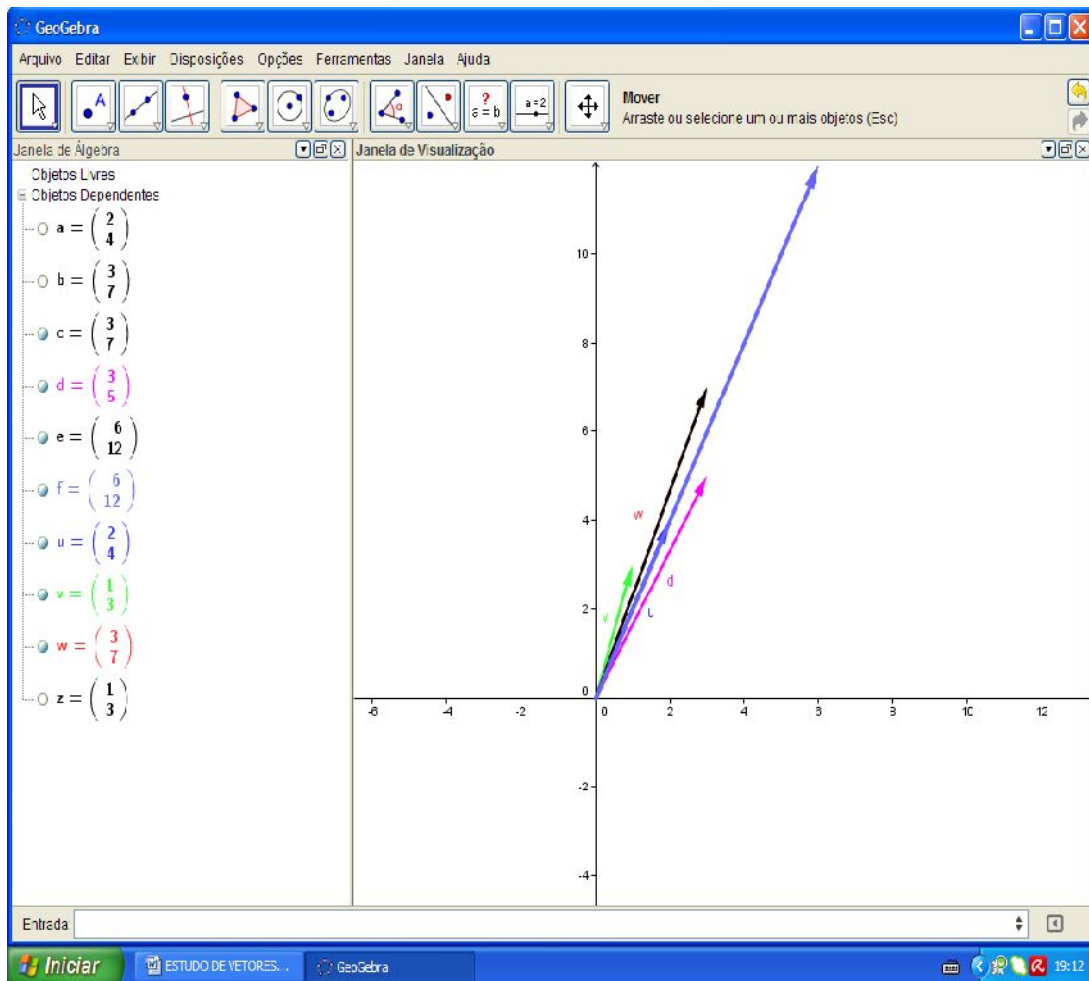 GeoGebra
Arquivo Editar Exibir Disposições Opções Ferramentas Janela Ajuda
A
α
?
a = b
a=2
Mover
Arraste ou selecione um ou mais objetos (Esc)
Janela de Álgebra
Janela de Visualização
Objetos Livres
Objetos Dependentes
a = (2 4)
b = (3 7)
c = (3 7)
d = (3 5)
e = (6 12)
f = (6 12)
u = (2 4)
v = (1 3)
w = (3 7)
z = (1 3)
10
8
6
4
2
0
-2
-4
-6 -4 -2 0 2 4 6 8 10 12
w
d
v
u
Entrada
Iniciar
ESTUDO DE VETORES...
GeoGebra
19:12